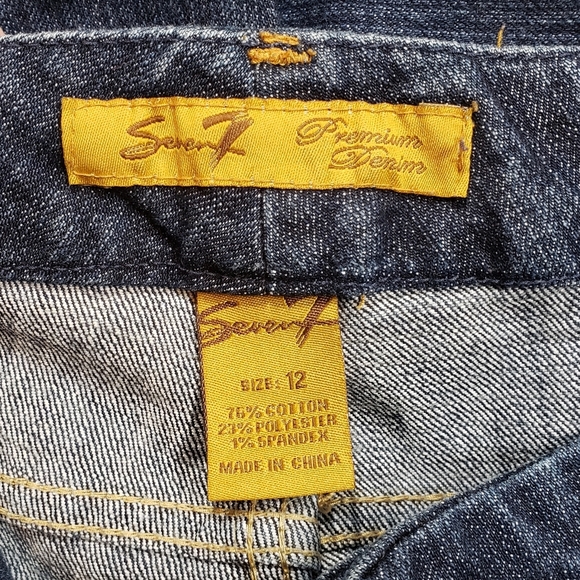 Seven7 Premium
Denim
Seven7
SIZE: 12
76% COTTON
23% POLYESTER
1% SPANDEX
MADE IN CHINA